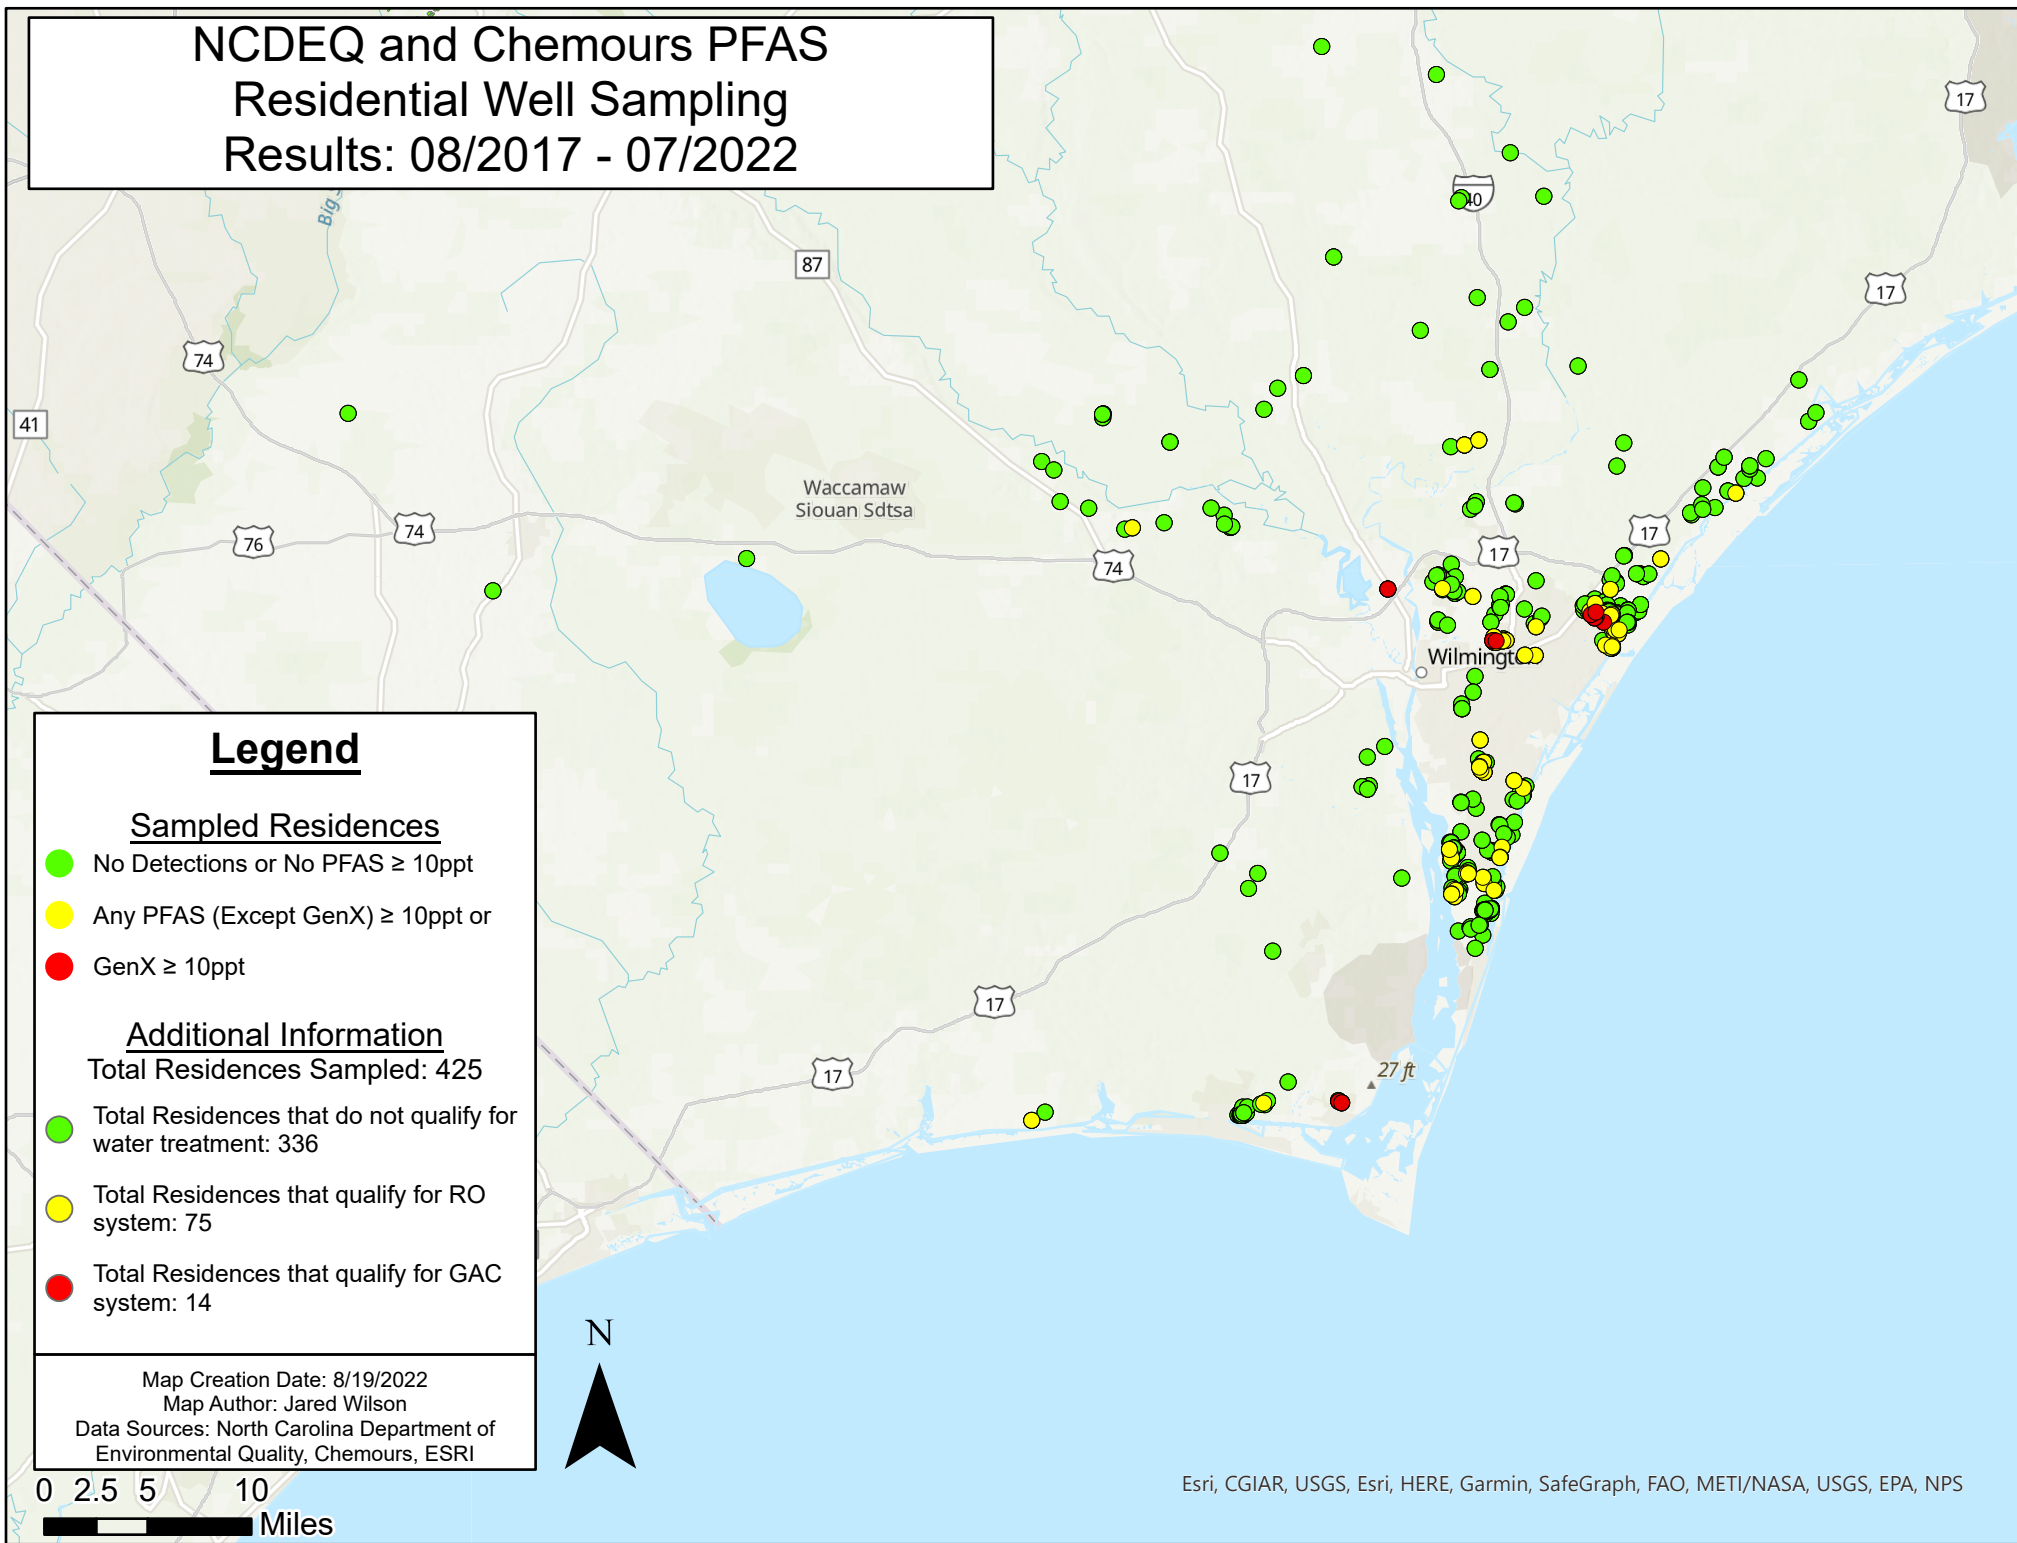 NCDEQ and Chemours PFAS
Residential Well Sampling
Results: 08/2017 - 07/2022
17
40
87
17
74
41
Waccamaw
Siouan Sdtsa
76
74
74
17
17
Wilmingt
17
17
17
27 ft
Legend
Sampled Residences
No Detections or No PFAS ≥ 10ppt
Any PFAS (Except GenX) ≥ 10ppt or
GenX ≥ 10ppt
Additional Information
Total Residences Sampled: 425
Total Residences that do not qualify for
water treatment: 336
Total Residences that qualify for RO
system: 75
Total Residences that qualify for GAC
system: 14
Map Creation Date: 8/19/2022
Map Author: Jared Wilson
Data Sources: North Carolina Department of
Environmental Quality, Chemours, ESRI
N
0 2.5 5 10
Miles
Esri, CGIAR, USGS, Esri, HERE, Garmin, SafeGraph, FAO, METI/NASA, USGS, EPA, NPS